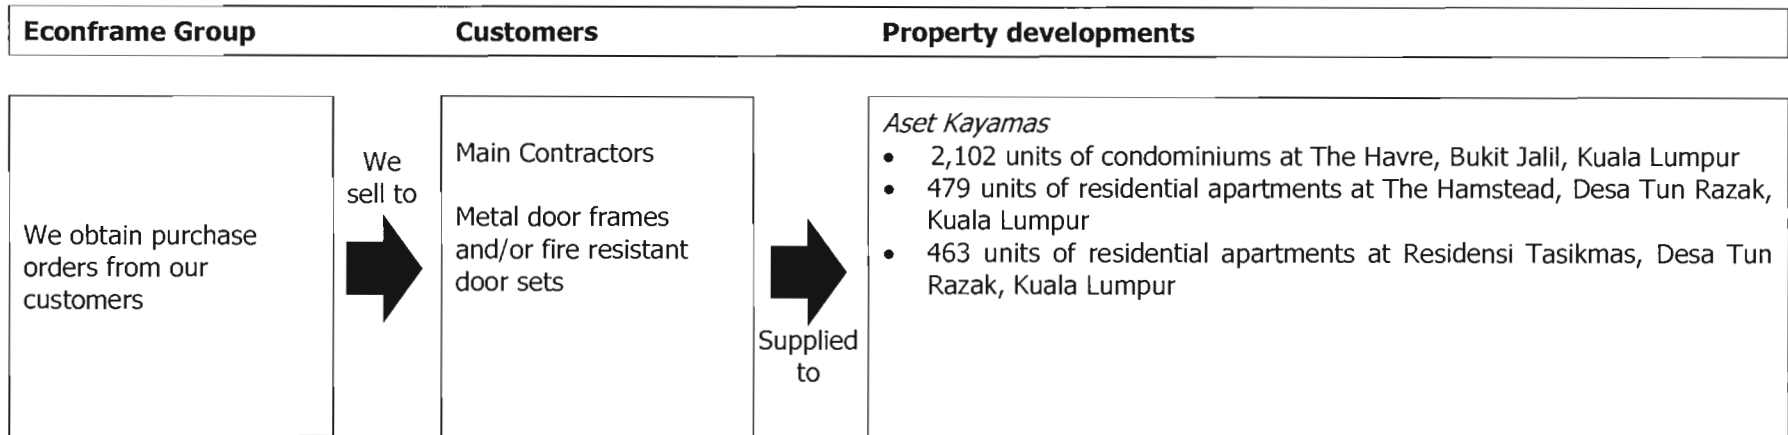 Econframe Group
Customers
Property developments
We obtain purchase
orders from our
customers
We
sell to
Main Contractors
Metal door frames
and/or fire resistant
door sets
Supplied
to
Aset Kayamas
• 2,102 units of condominiums at The Havre, Bukit Jalil, Kuala Lumpur
• 479 units of residential apartments at The Hamstead, Desa Tun Razak,
Kuala Lumpur
• 463 units of residential apartments at Residensi Tasikmas, Desa Tun
Razak, Kuala Lumpur